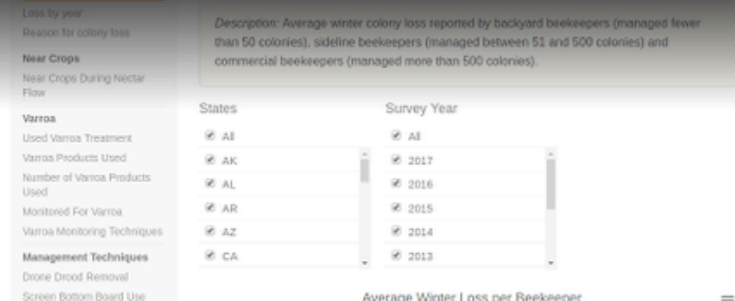 Loss by year
Reason for colony loss
Near Crops
Near Crops During Nectar
Flow
Varroa
Used Varroa Treatment
Varroa Products Used
Number of Varroa Products
Used
Monitored For Varroa
Varroa Monitoring Techniques
Management Techniques
Drone Drood Removal
Screen Bottom Board Use
Description: Average winter colony loss reported by backyard beekeepers (managed fewer
than 50 colonies), sideline beekeepers (managed between 51 and 500 colonies) and
commercial beekeepers (managed more than 500 colonies).
States
All
AK
AL
AR
AZ
CA
Survey Year
All
2017
2016
2015
2014
2013
Average Winter Loss per Beekeeper